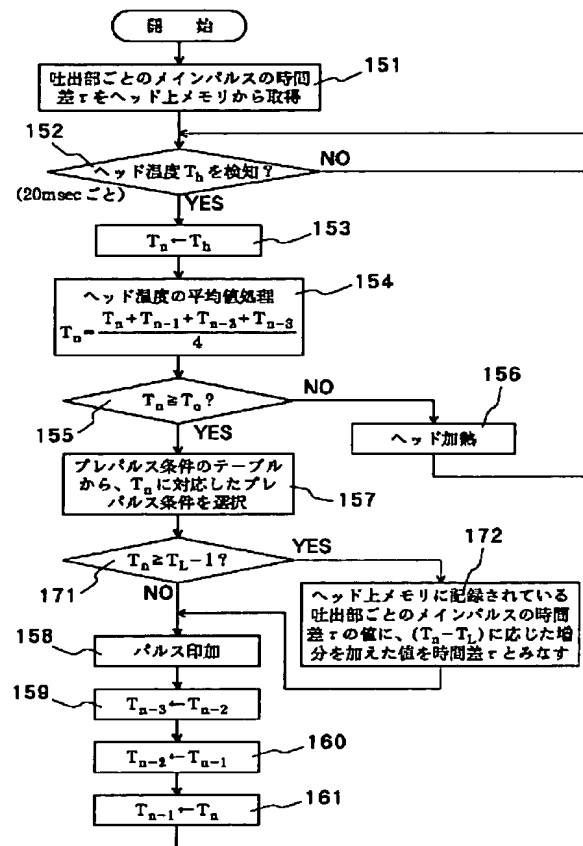 開 始
吐出部ごとのメインパルスの時間
差τをヘッド上メモリから取得
151
152
ヘッド温度 Th を検知?
NO
(20msecごと)
YES
Tn←Th
153
154
ヘッド温度の平均値処理
Tn=(Tn+Tn-1+Tn-2+Tn-3)/4
155
Tn≧To?
NO
YES
156
ヘッド加熱
プレパルス条件のテーブル
から、Tnに対応したプレ
パルス条件を選択
157
171
Tn≧TL-1?
YES
NO
172
ヘッド上メモリに記録されている
吐出部ごとのメインパルスの時間
差τの値に、(Tn-TL)に応じた増
分を加えた値を時間差τとみなす
158
パルス印加
159
Tn-3←Tn-2
Tn-2←Tn-1
160
Tn-1←Tn
161